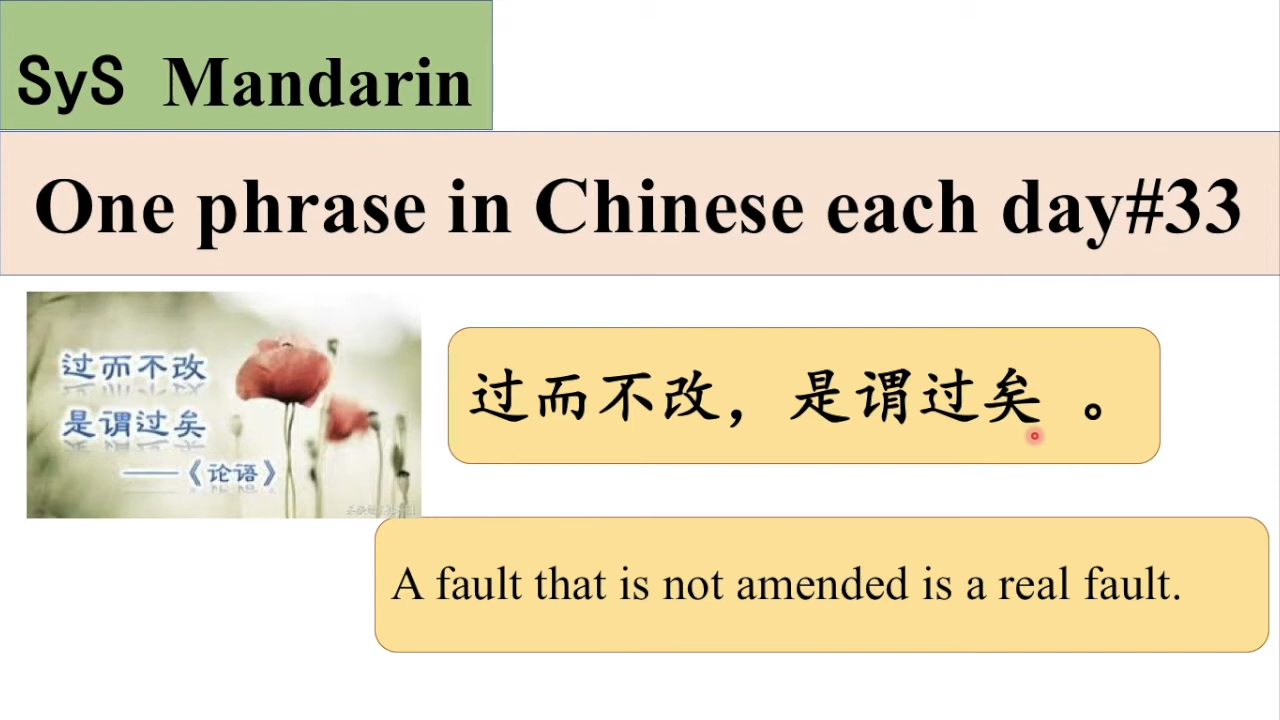 SyS Mandarin
One phrase in Chinese each day#33
过而不改
是谓过矣
——《论语》
过而不改，是谓过矣 。
A fault that is not amended is a real fault.